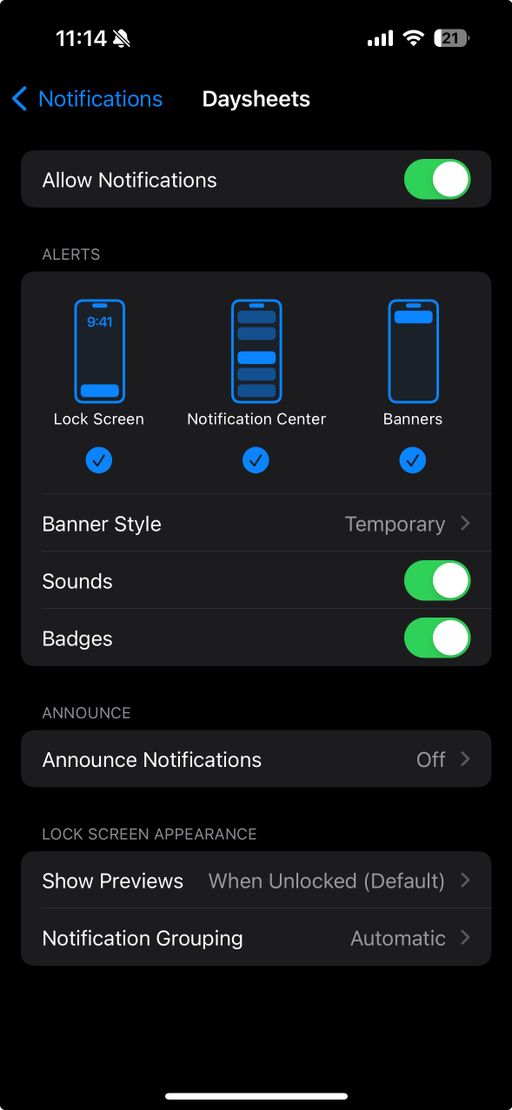 11:14
21
Notifications Daysheets
Allow Notifications
ALERTS
9:41
Lock Screen Notification Center Banners
Banner Style Temporary
Sounds
Badges
ANNOUNCE
Announce Notifications Off
LOCK SCREEN APPEARANCE
Show Previews When Unlocked (Default)
Notification Grouping Automatic